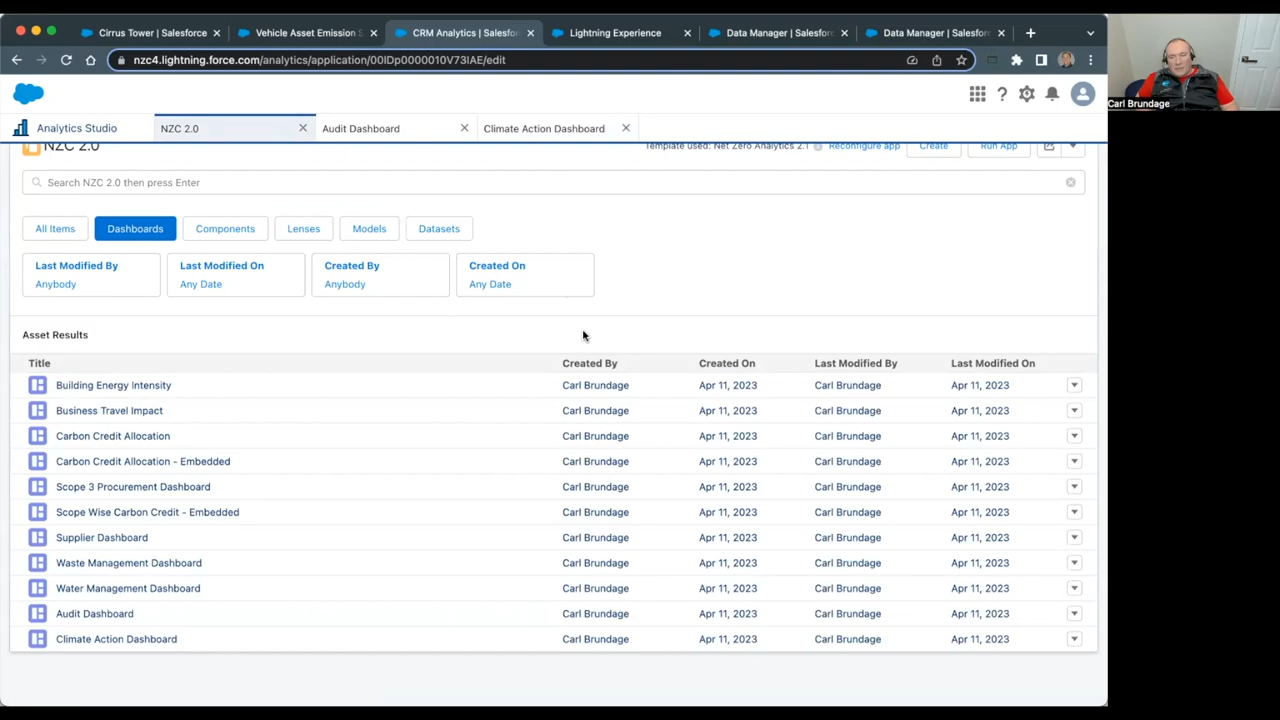 Cirrus Tower | Salesforce
Vehicle Asset Emission S
CRM Analytics | Salesfor
Lightning Experience
Data Manager | Salesforc
Data Manager | Salesforc
nzc4.lightning.force.com/analytics/application/00lDp0000010V73IAE/edit
Carl Brundage
Analytics Studio
NZC 2.0
Audit Dashboard
Climate Action Dashboard
NZC 2.0
Template used: Net Zero Analytics 2.1
Reconfigure app
Create
Run App
Search NZC 2.0 then press Enter
All Items
Dashboards
Components
Lenses
Models
Datasets
Last Modified By
Anybody
Last Modified On
Any Date
Created By
Anybody
Created On
Any Date
Asset Results
Title Created By Created On Last Modified By Last Modified On
Building Energy Intensity Carl Brundage Apr 11, 2023 Carl Brundage Apr 11, 2023
Business Travel Impact Carl Brundage Apr 11, 2023 Carl Brundage Apr 11, 2023
Carbon Credit Allocation Carl Brundage Apr 11, 2023 Carl Brundage Apr 11, 2023
Carbon Credit Allocation - Embedded Carl Brundage Apr 11, 2023 Carl Brundage Apr 11, 2023
Scope 3 Procurement Dashboard Carl Brundage Apr 11, 2023 Carl Brundage Apr 11, 2023
Scope Wise Carbon Credit - Embedded Carl Brundage Apr 11, 2023 Carl Brundage Apr 11, 2023
Supplier Dashboard Carl Brundage Apr 11, 2023 Carl Brundage Apr 11, 2023
Waste Management Dashboard Carl Brundage Apr 11, 2023 Carl Brundage Apr 11, 2023
Water Management Dashboard Carl Brundage Apr 11, 2023 Carl Brundage Apr 11, 2023
Audit Dashboard Carl Brundage Apr 11, 2023 Carl Brundage Apr 11, 2023
Climate Action Dashboard Carl Brundage Apr 11, 2023 Carl Brundage Apr 11, 2023